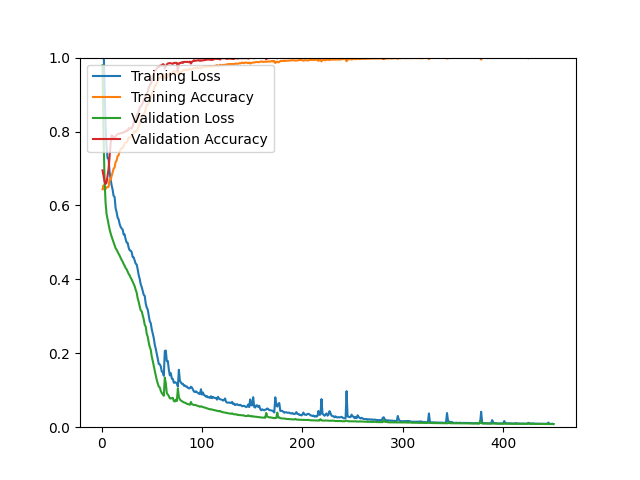 1.0
0.8
0.6
0.4
0.2
0.0
Training Loss
Training Accuracy
Validation Loss
Validation Accuracy
0 100 200 300 400